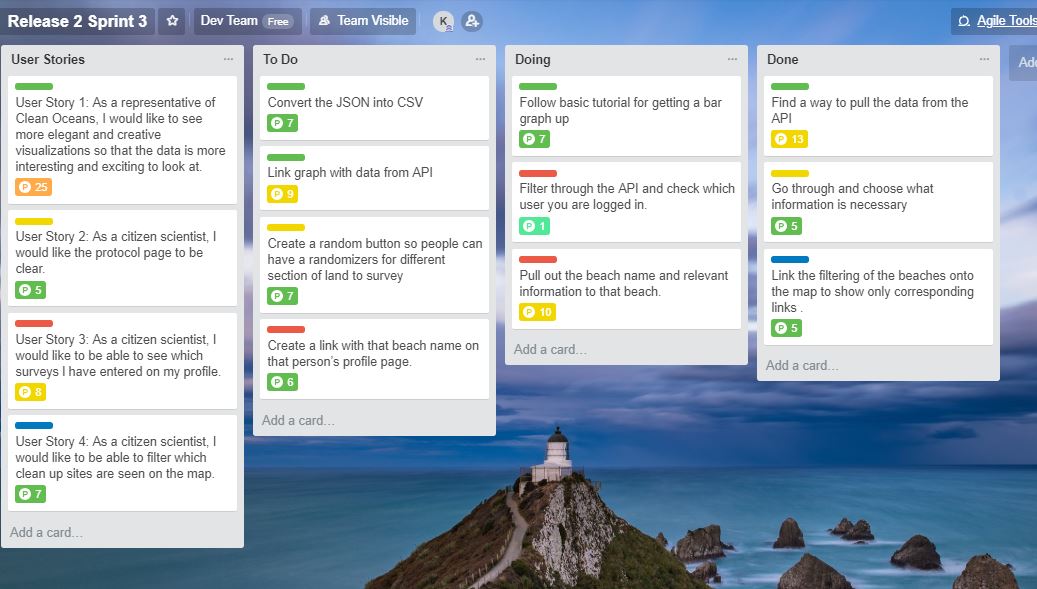 Release 2 Sprint 3
Dev Team Free
Team Visible
K
Agile Tools
User Stories ...
User Story 1: As a representative of
Clean Oceans, I would like to see
more elegant and creative
visualizations so that the data is more
interesting and exciting to look at.
P 25
User Story 2: As a citizen scientist, I
would like the protocol page to be
clear.
P 5
User Story 3: As a citizen scientist, I
would like to be able to see which
surveys I have entered on my profile.
P 8
User Story 4: As a citizen scientist, I
would like to be able to filter which
clean up sites are seen on the map.
P 7
Add a card...
To Do ...
Convert the JSON into CSV
P 7
Link graph with data from API
P 9
Create a random button so people can
have a randomizers for different
section of land to survey
P 7
Create a link with that beach name on
that person's profile page.
P 6
Add a card...
Doing ...
Follow basic tutorial for getting a bar
graph up
P 7
Filter through the API and check which
user you are logged in.
P 1
Pull out the beach name and relevant
information to that beach.
P 10
Add a card...
Done ...
Find a way to pull the data from the
API
P 13
Go through and choose what
information is necessary
P 5
Link the filtering of the beaches onto
the map to show only corresponding
links .
P 5
Add a card...